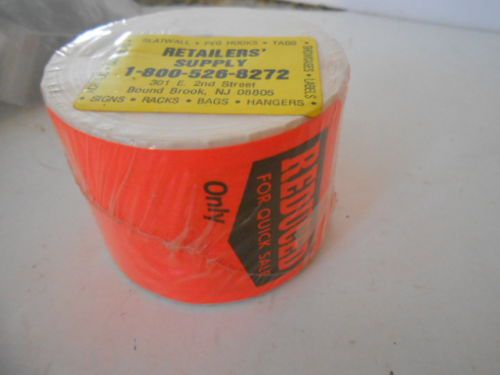 SLATWALL • PEG HOOKS • TAGS
RETAILERS'
SUPPLY
1-800-526-8272
301 E. 2nd Street
Bound Brook, NJ 08805
• SIGNS • RACKS • BAGS • HANGERS •
• LABELS
REDUCED
FOR QUICK SALE
Only